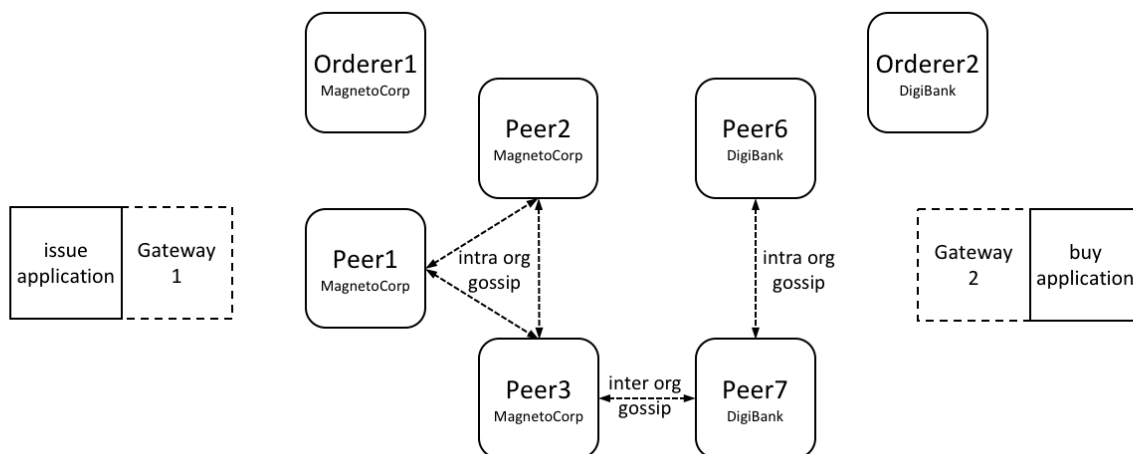 Orderer1
MagnetoCorp
Orderer2
DigiBank
Peer2
MagnetoCorp
Peer6
DigiBank
issue
application
Gateway
1
Peer1
MagnetoCorp
intra org
gossip
intra org
gossip
Gateway
2
buy
application
Peer3
MagnetoCorp
inter org
gossip
Peer7
DigiBank